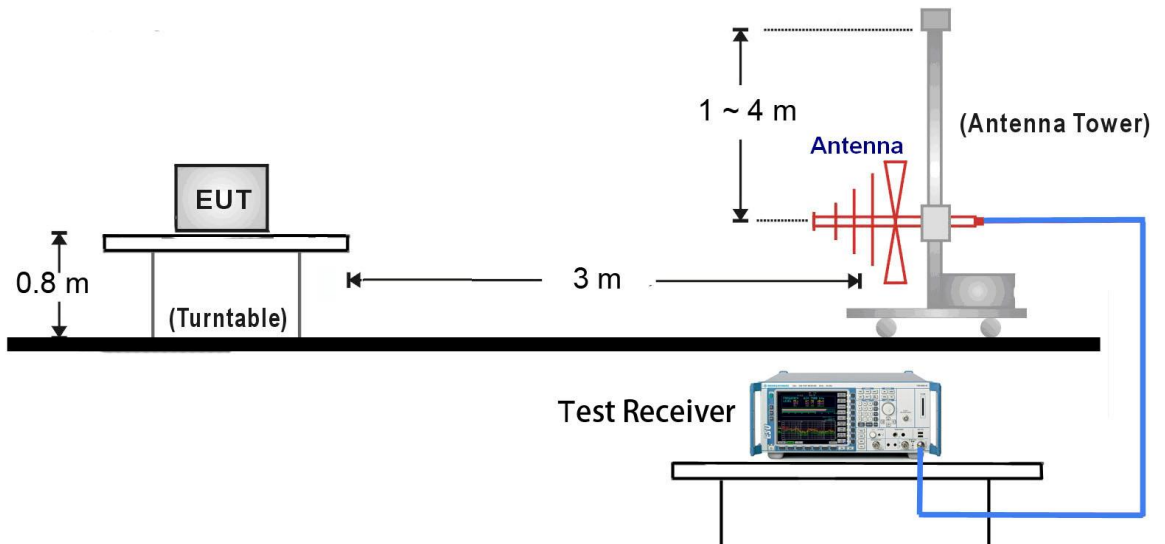 1 ~ 4 m
(Antenna Tower)
Antenna
EUT
0.8 m
3 m
(Turntable)
Test Receiver